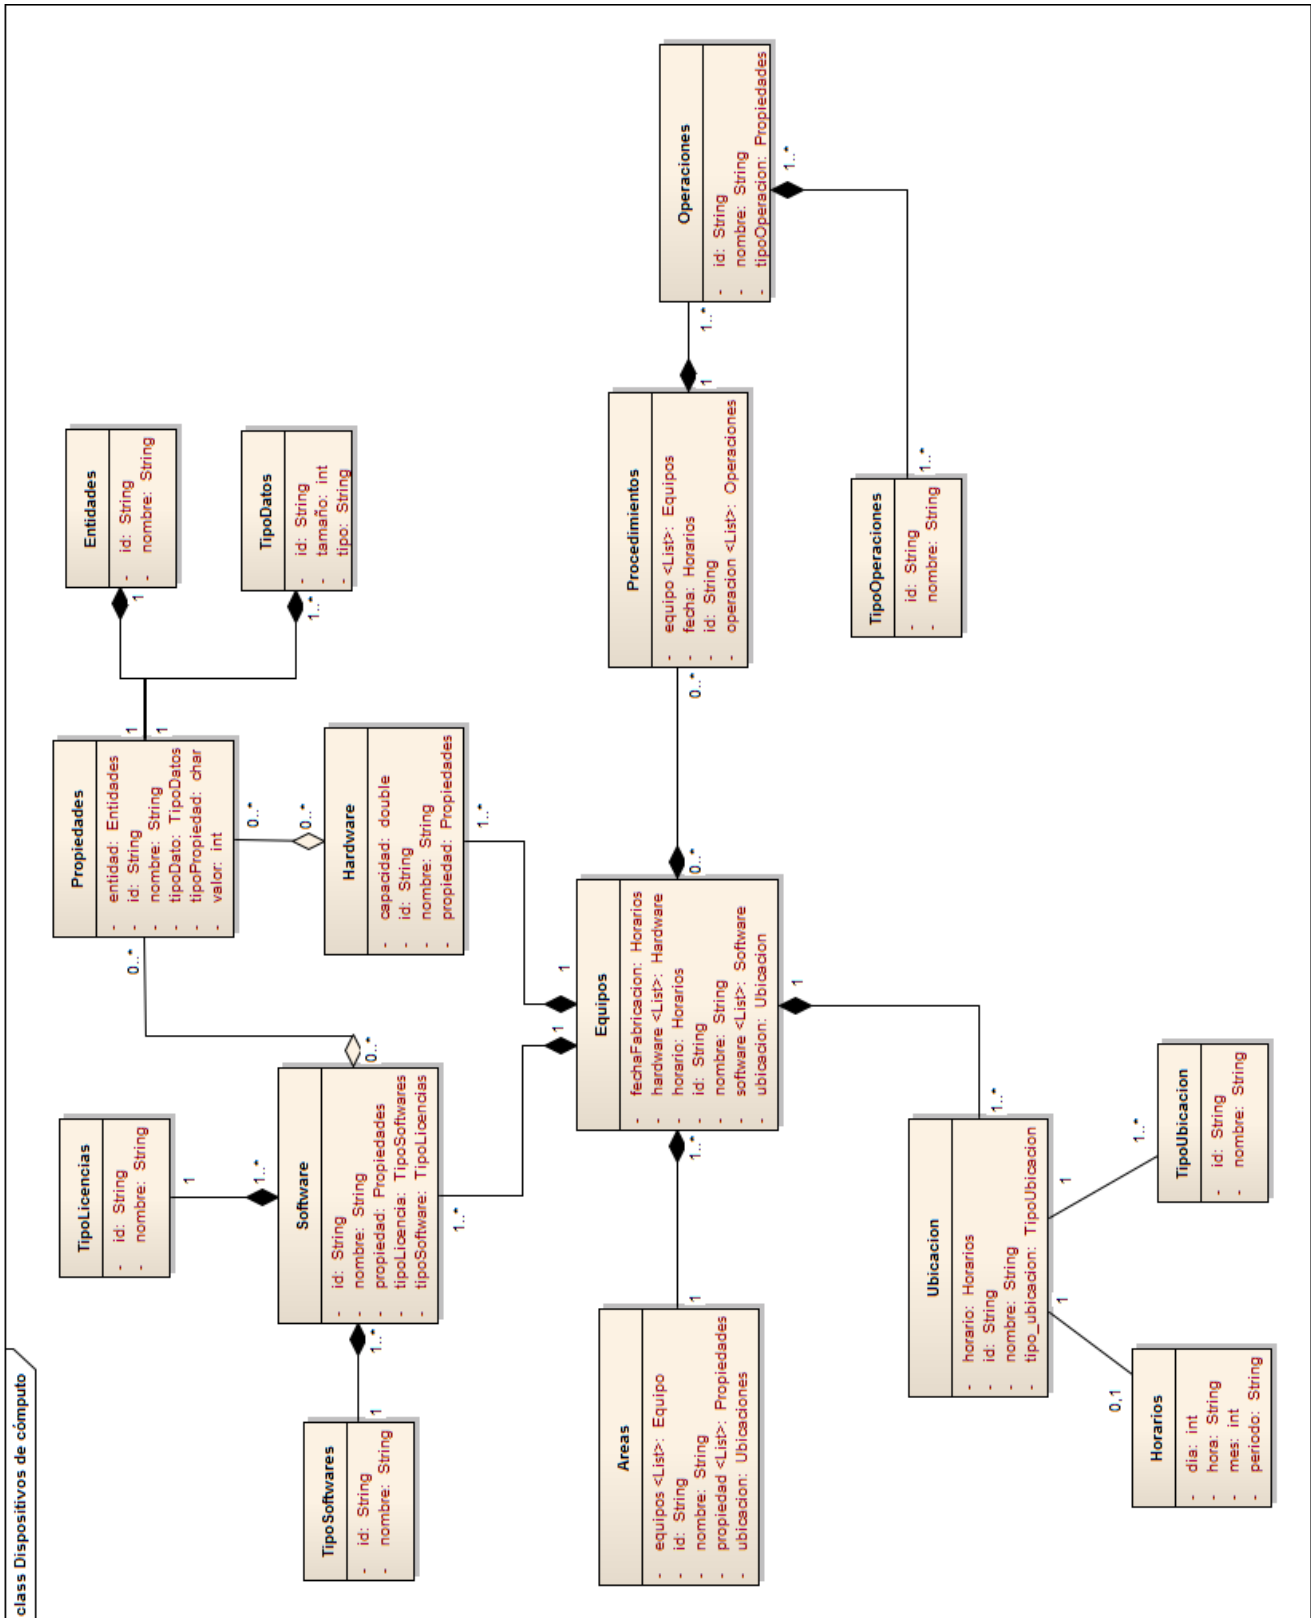 class Dispositivos de cómputo
TipoLicencias
- id: String
- nombre: String
1
1..*
Propiedades
- entidad: Entidades
- id: String
- nombre: String
- tipoDato: TipoDatos
- tipoPropiedad: char
- valor: int
0..*
0..*
1
1
Entidades
- id: String
- nombre: String
1
TipoDatos
- id: String
- tamaño: int
- tipo: String
1..*
TipoSoftwares
- id: String
- nombre: String
1
1..*
Software
- id: String
- nombre: String
- propiedad: Propiedades
- tipoLicencia: TipoSoftwares
- tipoSoftware: TipoLicencias
0..*
1..*
Hardware
- capacidad: double
- id: String
- nombre: String
- propiedad: Propiedades
0..*
1..*
1
1
Areas
- equipos <List>: Equipo
- id: String
- nombre: String
- propiedad <List>: Propiedades
- ubicacion: Ubicaciones
1
1..*
Equipos
- fechaFabricacion: Horarios
- hardware <List>: Hardware
- horario: Horarios
- id: String
- nombre: String
- software <List>: Software
- ubicacion: Ubicacion
0..*
0..*
1
Procedimientos
- equipo <List>: Equipos
- fecha: Horarios
- id: String
- operacion <List>: Operaciones
1
1..*
Operaciones
- id: String
- nombre: String
- tipoOperacion: Propiedades
1..*
1..*
TipoOperaciones
- id: String
- nombre: String
1..*
Ubicacion
- horario: Horarios
- id: String
- nombre: String
- tipo_ubicacion: TipoUbicacion
1
1
0,1
1..*
Horarios
- dia: int
- hora: String
- mes: int
- periodo: String
TipoUbicacion
- id: String
- nombre: String